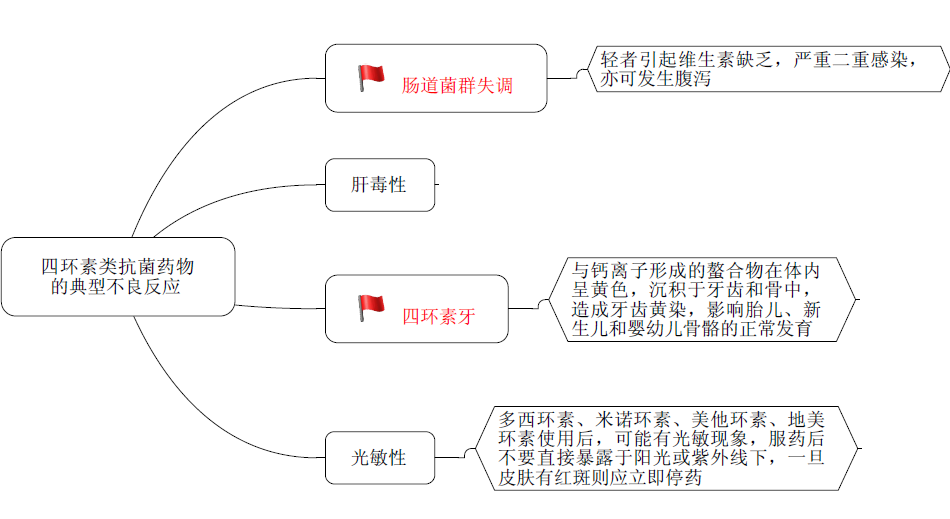 四环素类抗菌药物
的典型不良反应
肠道菌群失调
轻者引起维生素缺乏，严重二重感染，
亦可发生腹泻
肝毒性
四环素牙
与钙离子形成的螯合物在体内
呈黄色，沉积于牙齿和骨中，
造成牙齿黄染，影响胎儿、新
生儿和婴幼儿骨骼的正常发育
光敏性
多西环素、米诺环素、美他环素、地美
环素使用后，可能有光敏现象，服药后
不要直接暴露于阳光或紫外线下，一旦
皮肤有红斑则应立即停药